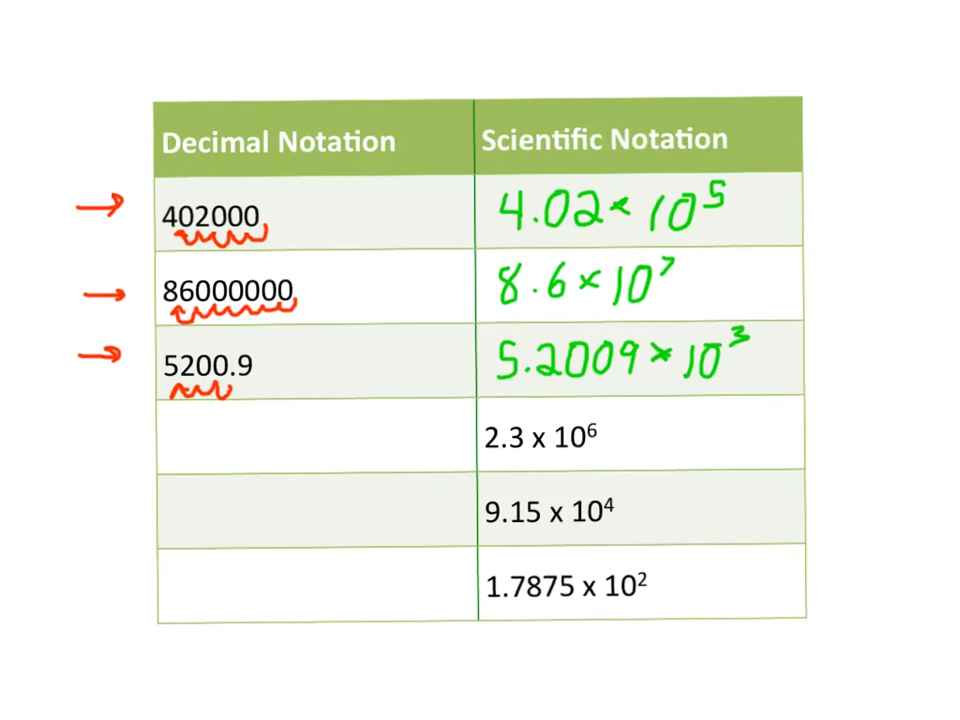 Decimal Notation Scientific Notation
402000 4.02 × 10⁵
86000000 8.6 × 10⁷
5200.9 5.2009 × 10³
2.3 x 10⁶
9.15 x 10⁴
1.7875 x 10²